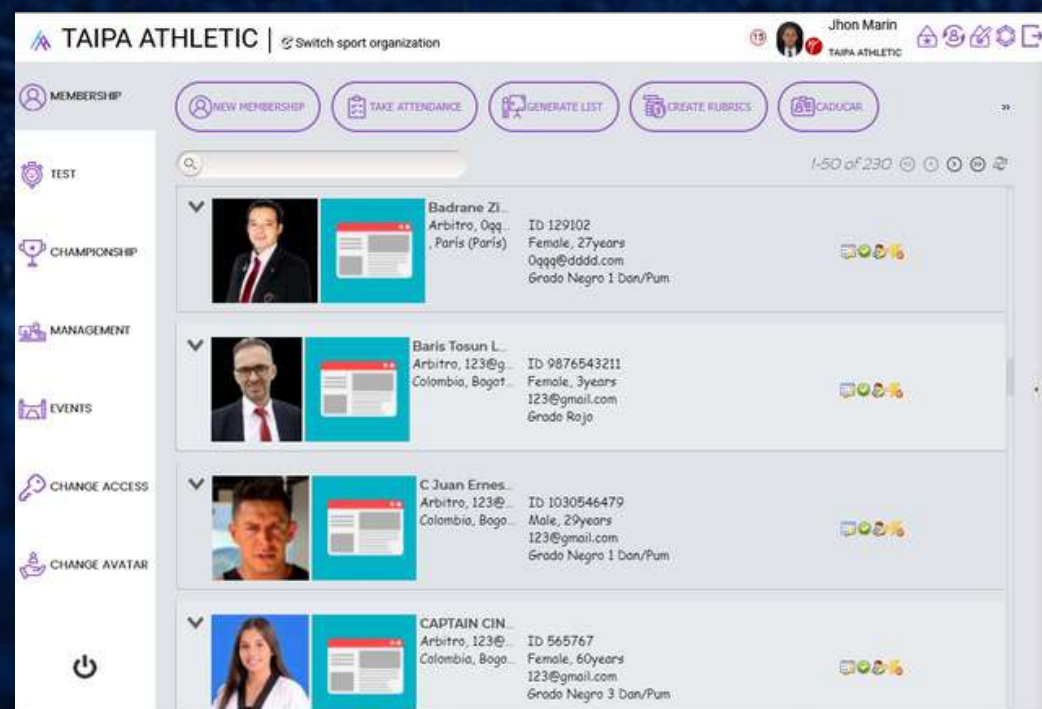 TAIPA ATHLETIC | Switch sport organization
15
Jhon Marin
TAIPA ATHLETIC
MEMBERSHIP
NEW MEMBERSHIP
TAKE ATTENDANCE
GENERATE LIST
CREATE RUBRICS
CADUCAR
»
TEST
CHAMPIONSHIP
MANAGEMENT
EVENTS
CHANGE ACCESS
CHANGE AVATAR
1-50 of 230
Badrane Zi...
Arbitro, 0qq...
, París (París)
ID 129102
Female, 27years
0qqq@dddd.com
Grado Negro 1 Dan/Pum
Baris Tosun L...
Arbitro, 123@g...
Colombia, Bogot...
ID 9876543211
Female, 3years
123@gmail.com
Grado Rojo
C Juan Ernes...
Arbitro, 123@...
Colombia, Bogo...
ID 1030546479
Male, 29years
123@gmail.com
Grado Negro 1 Dan/Pum
CAPTAIN CIN...
Arbitro, 123@...
Colombia, Bogo...
ID 565767
Female, 60years
123@gmail.com
Grado Negro 3 Dan/Pum